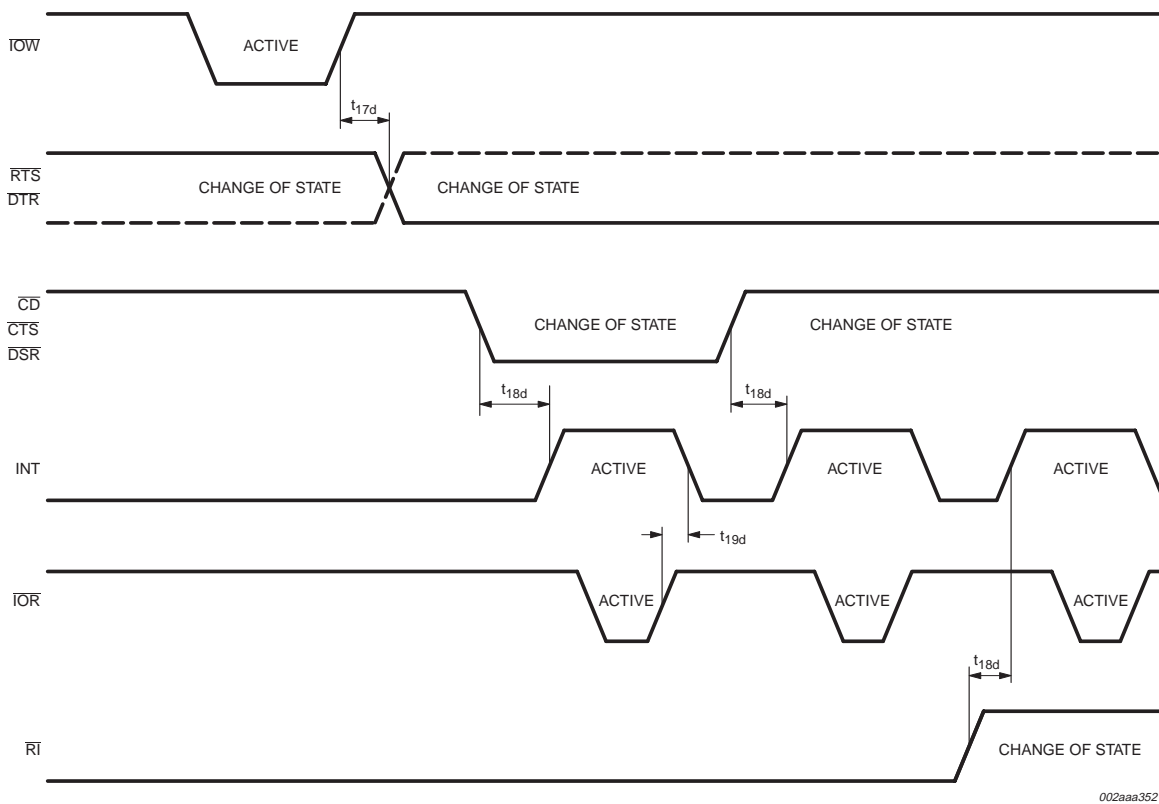 IOW
ACTIVE
t17d
RTS
DTR
CHANGE OF STATE
CHANGE OF STATE
CD
CTS
DSR
CHANGE OF STATE
CHANGE OF STATE
t18d
t18d
INT
ACTIVE
ACTIVE
ACTIVE
t19d
IOR
ACTIVE
ACTIVE
ACTIVE
t18d
RI
CHANGE OF STATE
002aaa352